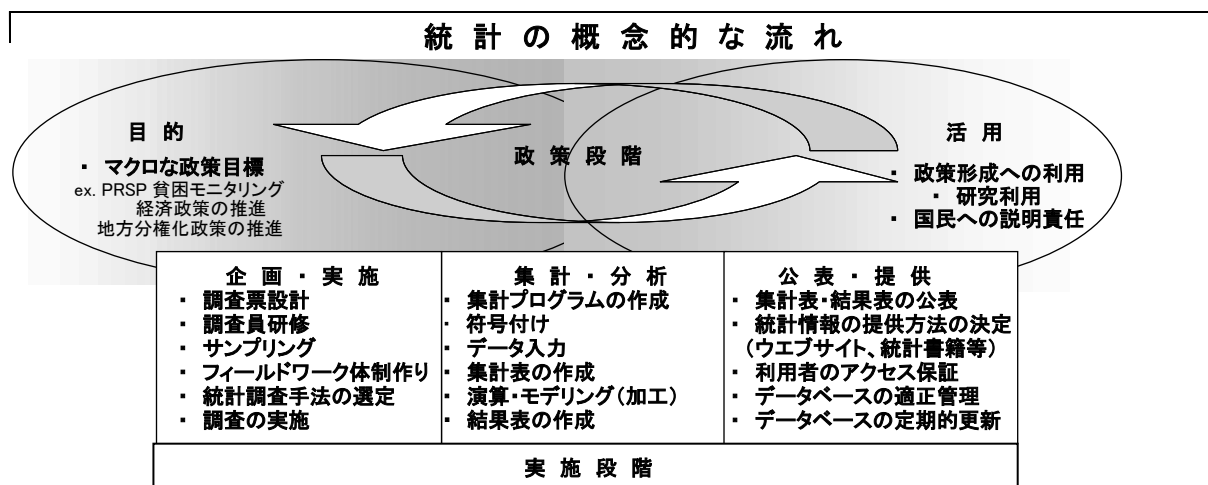 統計の概念的な流れ
目的
・ マクロな政策目標
ex. PRSP 貧困モニタリング
経済政策の推進
地方分権化政策の推進
政策段階
活用
・ 政策形成への利用
・ 研究利用
・ 国民への説明責任
企画・実施
・ 調査票設計
・ 調査員研修
・ サンプリング
・ フィールドワーク体制作り
・ 統計調査手法の選定
・ 調査の実施
集計・分析
・ 集計プログラムの作成
・ 符号付け
・ データ入力
・ 集計表の作成
・ 演算・モデリング（加工）
・ 結果表の作成
公表・提供
・ 集計表・結果表の公表
・ 統計情報の提供方法の決定
（ウエブサイト、統計書籍等）
・ 利用者のアクセス保証
・ データベースの適正管理
・ データベースの定期的更新
実施段階